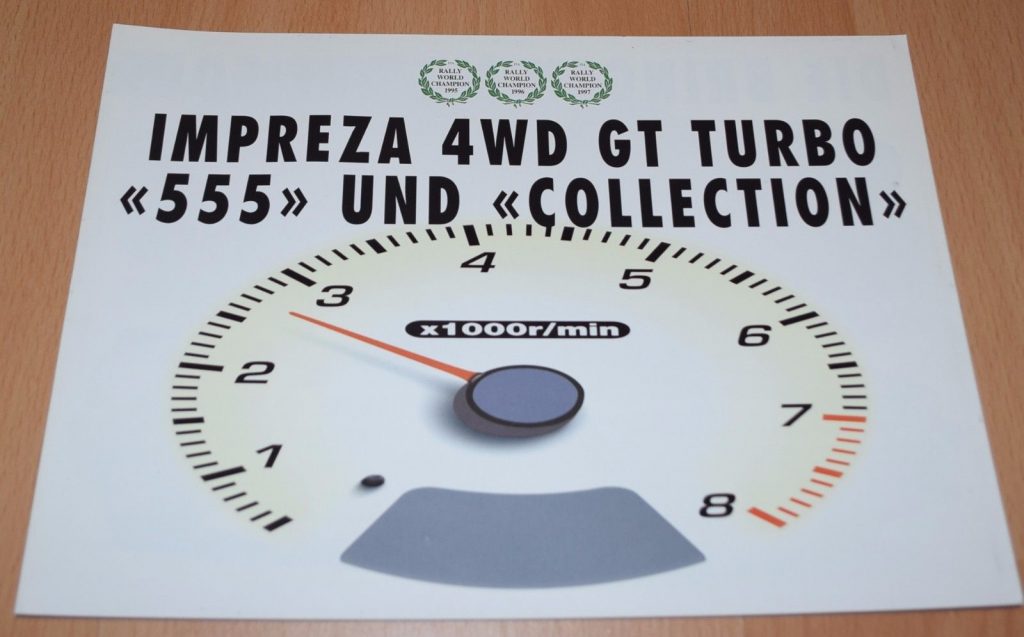 RALLY
WORLD
CHAMPION
1995
RALLY
WORLD
CHAMPION
1996
RALLY
WORLD
CHAMPION
1997
IMPREZA 4WD GT TURBO
«555» UND «COLLECTION»
4
5
3
x1000r/min
6
2
7
1
8